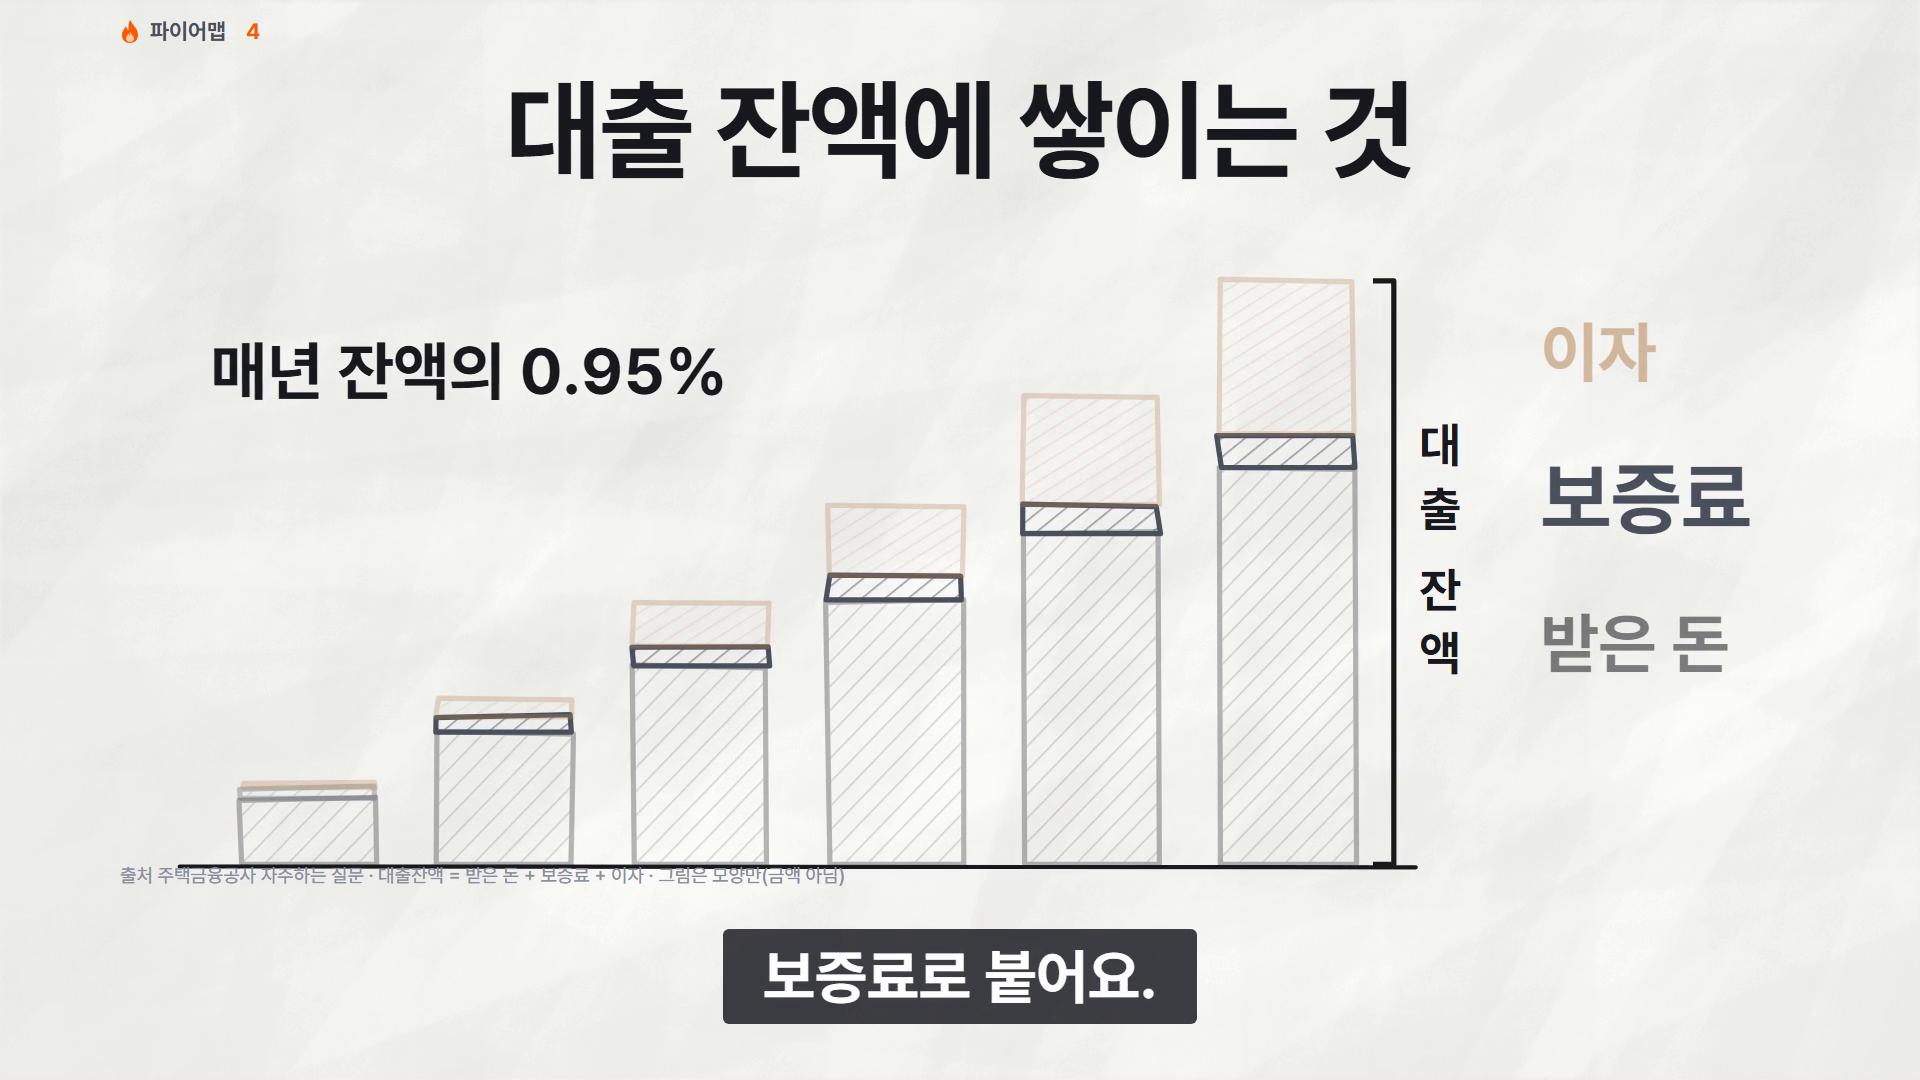 파이어맵 4
대출 잔액에 쌓이는 것
매년 잔액의 0.95%
이자
보증료
받은 돈
대출 잔액
출처 주택금융공사 자주하는 질문 · 대출잔액 = 받은 돈 + 보증료 + 이자 · 그림은 모양만(금액 아님)
보증료로 붙어요.